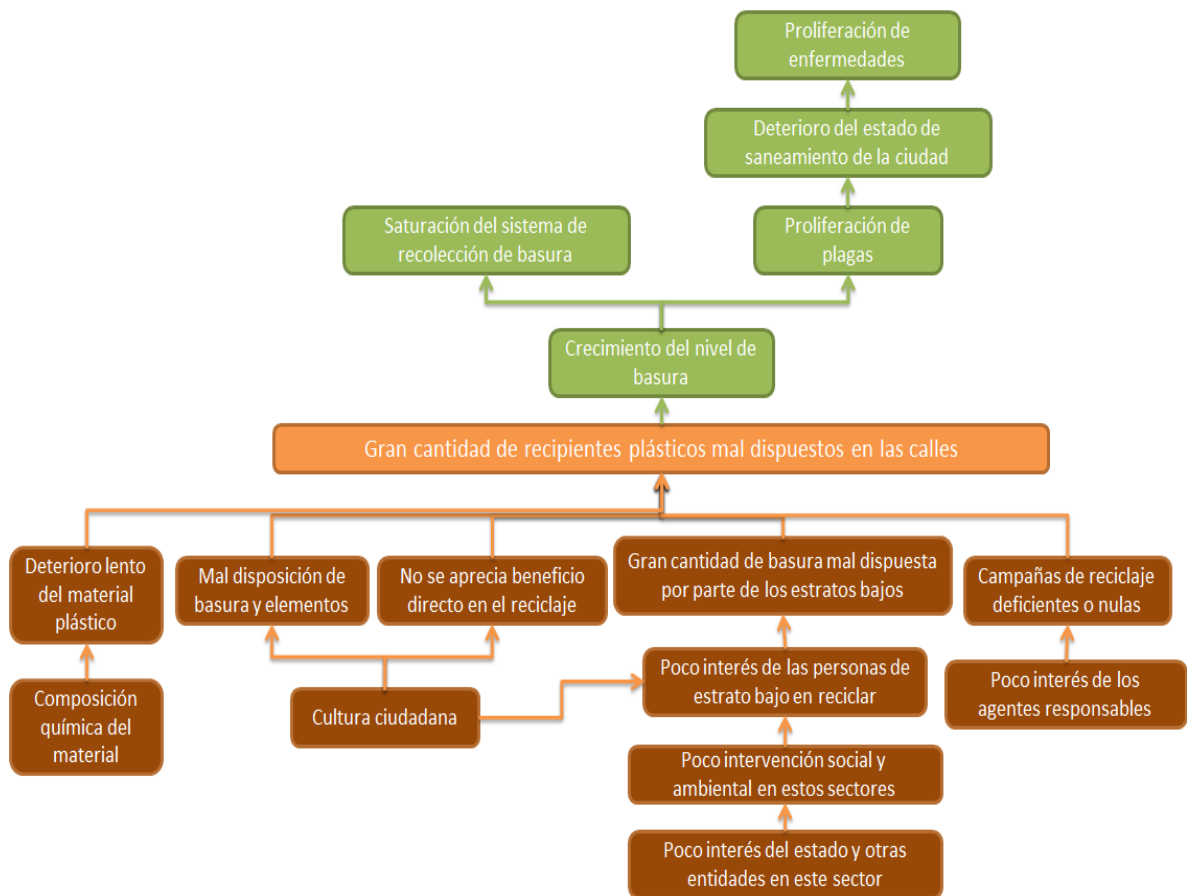 Proliferación de
enfermedades
Deterioro del estado de
saneamiento de la ciudad
Saturación del sistema de
recolección de basura
Proliferación de
plagas
Crecimiento del nivel de
basura
Gran cantidad de recipientes plásticos mal dispuestos en las calles
Deterioro lento
del material
plástico
Mal disposición de
basura y elementos
No se aprecia beneficio
directo en el reciclaje
Gran cantidad de basura mal dispuesta
por parte de los estratos bajos
Campañas de reciclaje
deficientes o nulas
Composición
química del
material
Cultura ciudadana
Poco interés de las personas de
estrato bajo en reciclar
Poco interés de los
agentes responsables
Poco intervención social y
ambiental en estos sectores
Poco interés del estado y otras
entidades en este sector